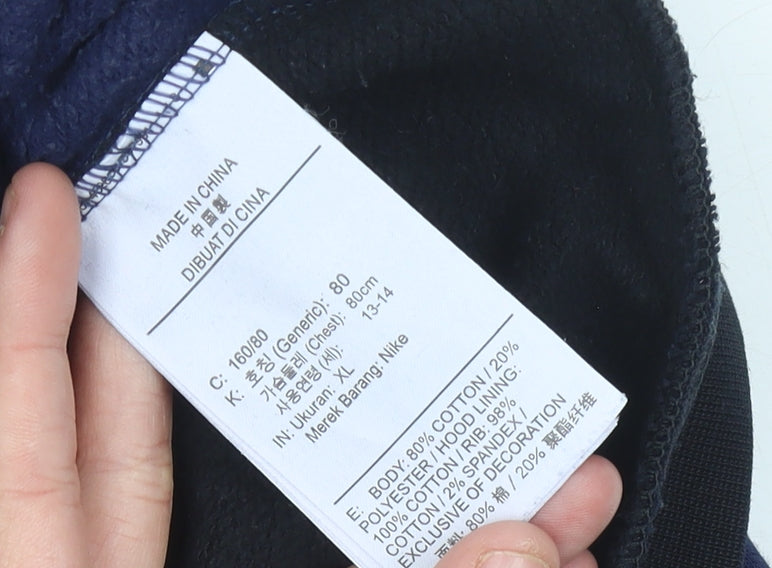 MADE IN CHINA
中国製
DIBUAT DI CINA
C: 160/80
K: 호칭 (Generic): 80
가슴둘레 (Chest): 80cm
사용연령 (세): 13-14
IN: Ukuran: XL
Merek Barang: Nike
E: BODY: 80% COTTON / 20%
POLYESTER / HOOD LINING:
100% COTTON / RIB: 98%
COTTON / 2% SPANDEX /
EXCLUSIVE OF DECORATION
面料: 80% 棉 / 20% 聚酯纤维